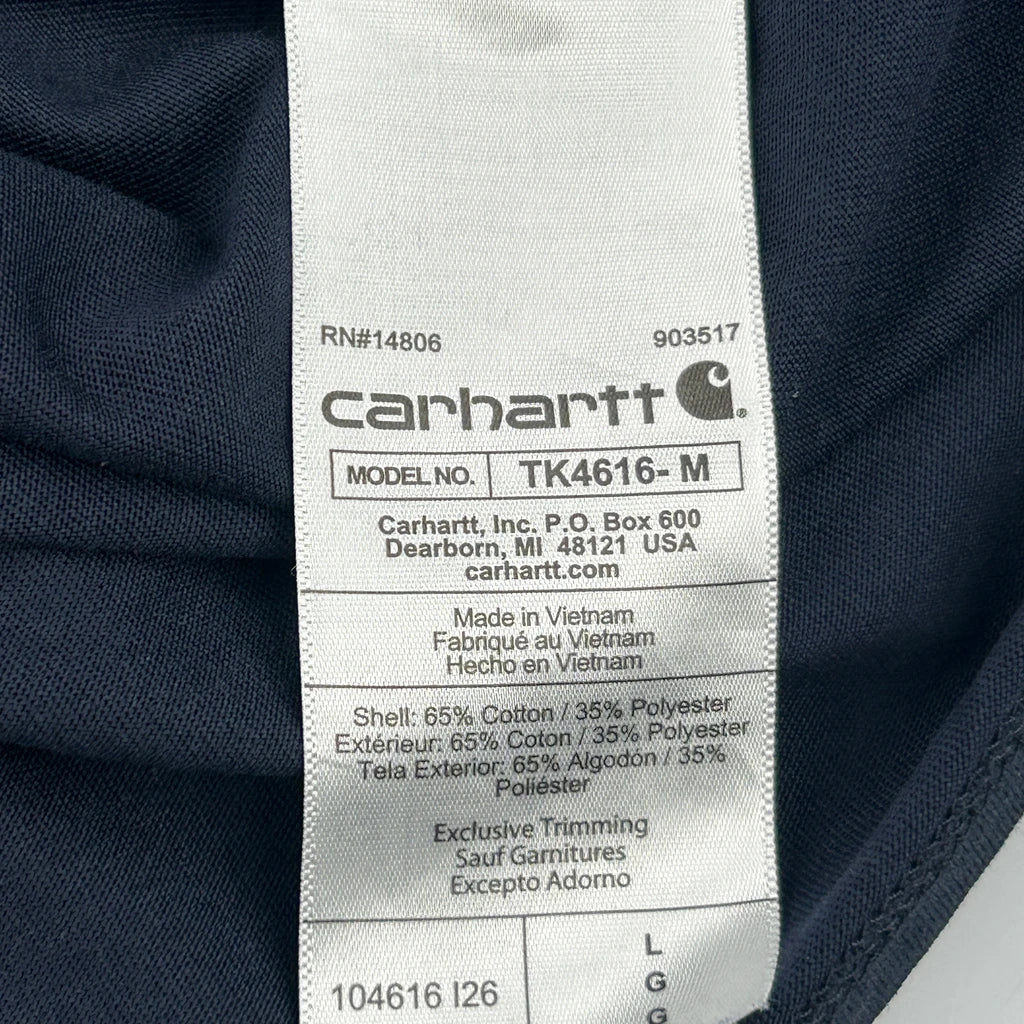 RN#14806 903517
carhartt
MODEL NO. TK4616- M
Carhartt, Inc. P.O. Box 600
Dearborn, MI 48121 USA
carhartt.com
Made in Vietnam
Fabriqué au Vietnam
Hecho en Vietnam
Shell: 65% Cotton / 35% Polyester
Extérieur: 65% Coton / 35% Polyester
Tela Exterior: 65% Algodon / 35%
Poliéster
Exclusive Trimming
Sauf Garnitures
Excepto Adorno
L
104616 I26 G
G